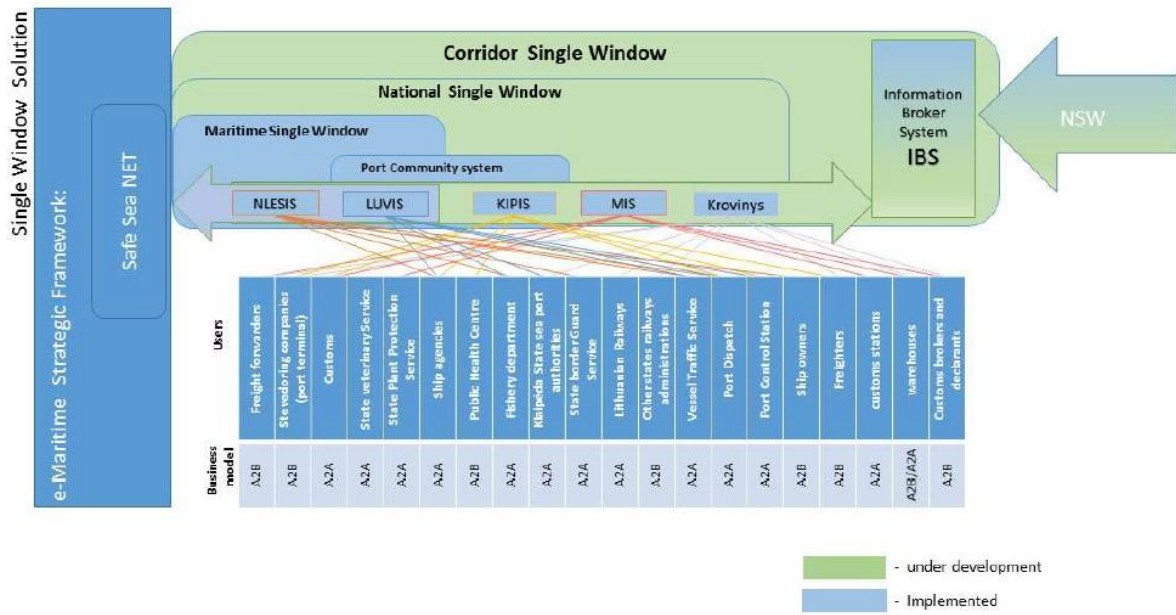 Single Window Solution
e-Maritime Strategic Framework:
Safe Sea NET
Corridor Single Window
National Single Window
Maritime Single Window
Port Community system
NLESIS
LUVIS
KIPIS
MIS
Krovinys
Information
Broker
System
IBS
NSW
Users
Freight forwarders
Stevedoring companies
(port terminal)
Customs
State veterinary Service
State Plant Protection
Service
Ship agencies
Public Health Centre
Fishery department
Klaipėda State sea port
authorities
State border Guard
Service
Lithuanian Railways
Other states railways
administrations
Vessel Traffic Service
Port Dispatch
Port Control Station
Ship owners
Freighters
customs stations
warehouses
Customs brokers and
declarants
Business
model
A2B
A2B
A2A
A2A
A2A
A2A
A2B
A2A
A2A
A2A
A2A
A2B
A2A
A2A
A2A
A2B
A2B
A2A
A2B/A2A
A2B
- under development
- Implemented